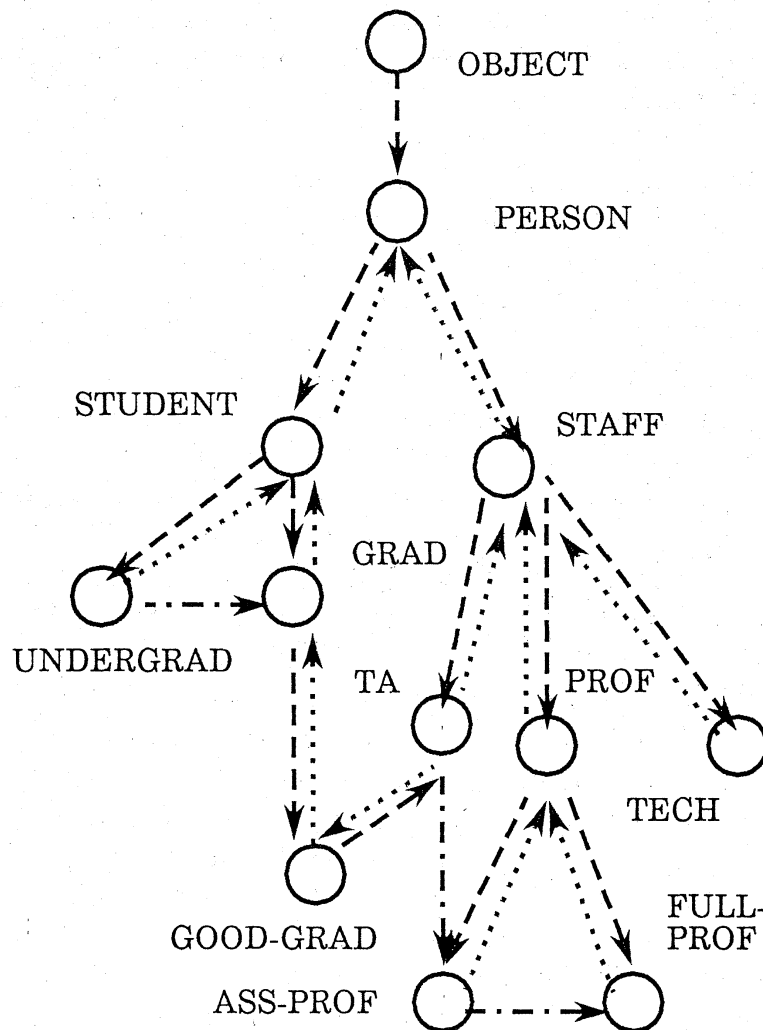 OBJECT
PERSON
STUDENT
STAFF
GRAD
UNDERGRAD
TA
PROF
TECH
GOOD-GRAD
FULL-
PROF
ASS-PROF